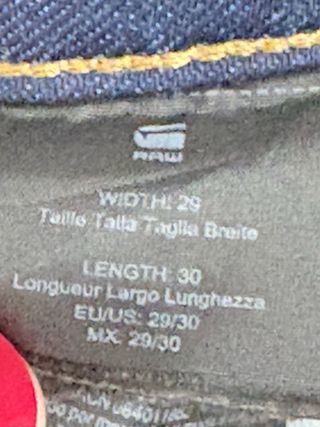 RAW
WIDTH: 29
Taille Talla Taglia Breite
LENGTH: 30
Longueur Largo Lunghezza
EU/US: 29/30
MX: 29/30